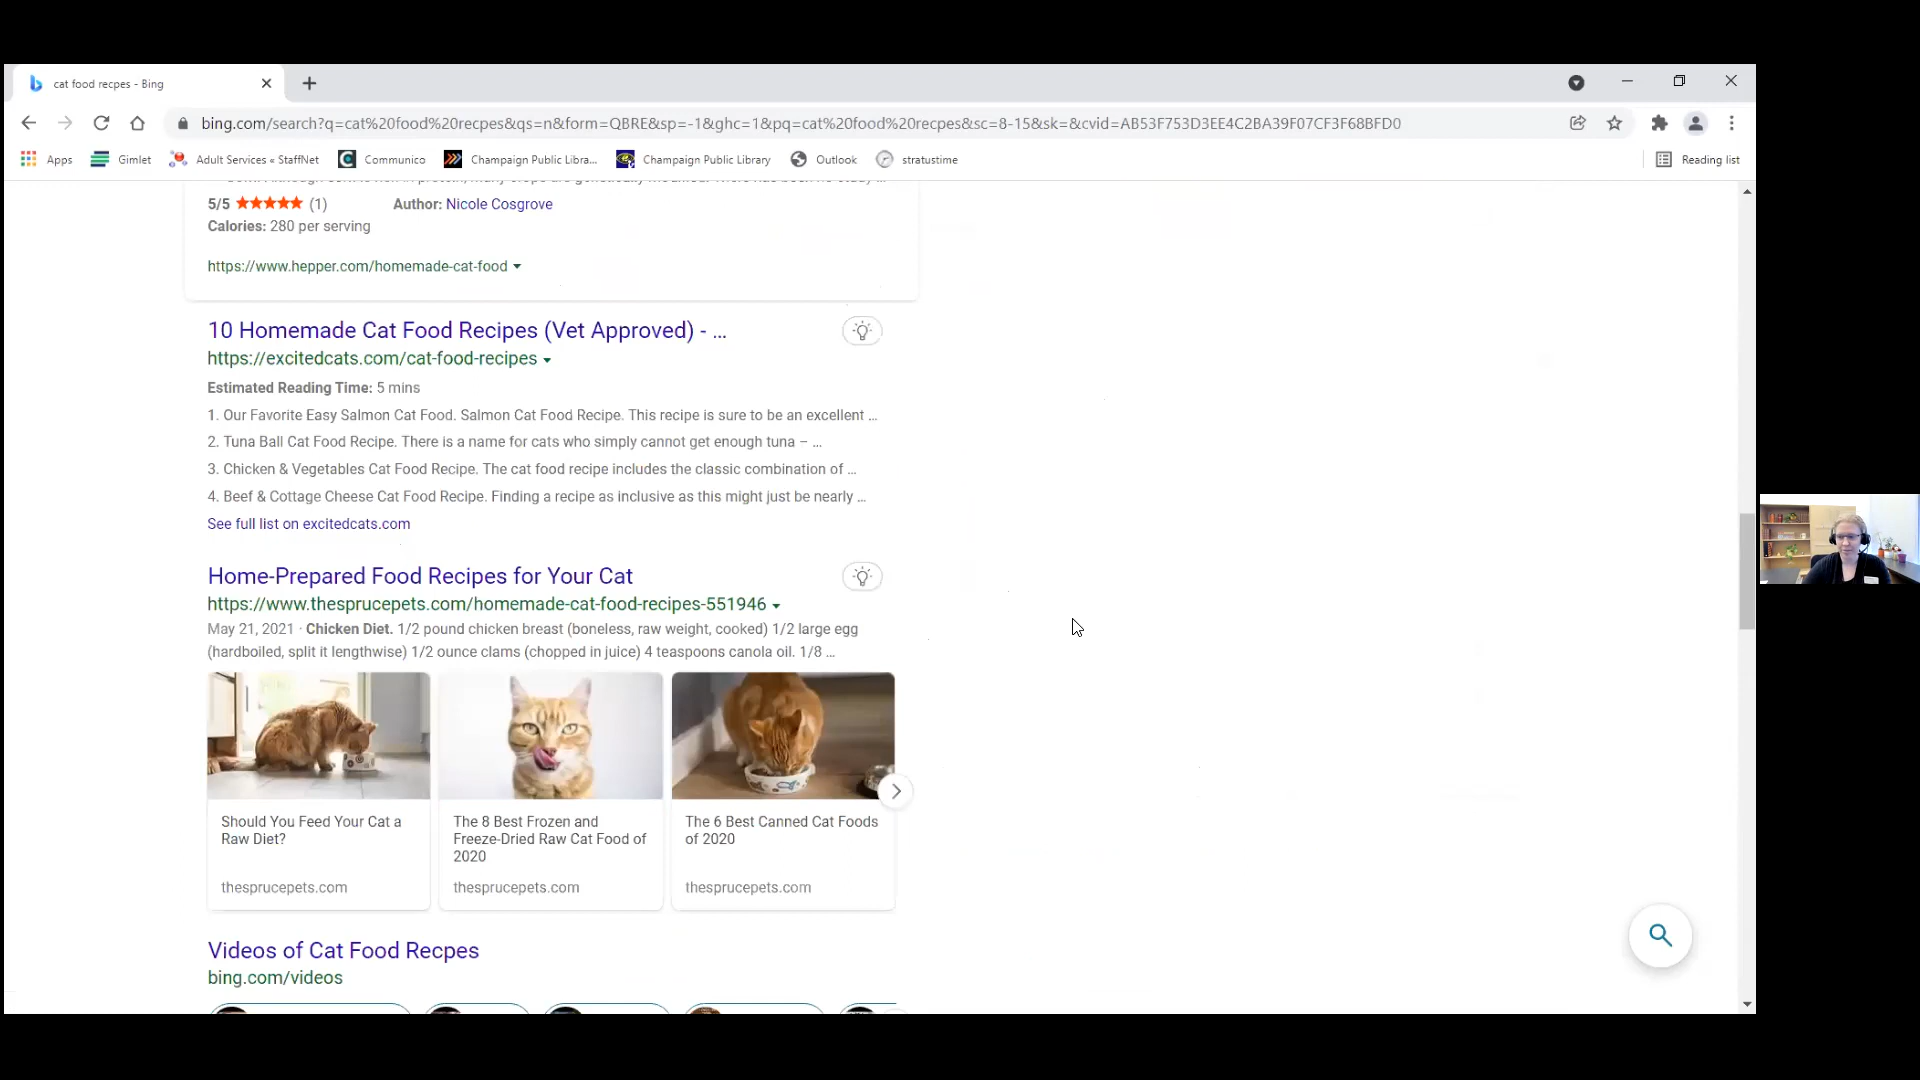 cat food recpes - Bing
bing.com/search?q=cat%20food%20recpes&qs=n&form=QBRE&sp=-1&ghc=1&pq=cat%20food%20recpes&sc=8-15&sk=&cvid=AB53F753D3EE4C2BA39F07CF3F68BFD0
Apps Gimlet Adult Services « StaffNet Communico Champaign Public Libra... Champaign Public Library Outlook stratustime Reading list
5/5 (1) Author: Nicole Cosgrove
Calories: 280 per serving
https://www.hepper.com/homemade-cat-food
10 Homemade Cat Food Recipes (Vet Approved) - ...
https://excitedcats.com/cat-food-recipes
Estimated Reading Time: 5 mins
1. Our Favorite Easy Salmon Cat Food. Salmon Cat Food Recipe. This recipe is sure to be an excellent ...
2. Tuna Ball Cat Food Recipe. There is a name for cats who simply cannot get enough tuna – ...
3. Chicken & Vegetables Cat Food Recipe. The cat food recipe includes the classic combination of ...
4. Beef & Cottage Cheese Cat Food Recipe. Finding a recipe as inclusive as this might just be nearly ...
See full list on excitedcats.com
Home-Prepared Food Recipes for Your Cat
https://www.thesprucepets.com/homemade-cat-food-recipes-551946
May 21, 2021 · Chicken Diet. 1/2 pound chicken breast (boneless, raw weight, cooked) 1/2 large egg
(hardboiled, split it lengthwise) 1/2 ounce clams (chopped in juice) 4 teaspoons canola oil. 1/8 ...
Should You Feed Your Cat a
Raw Diet?
thesprucepets.com
The 8 Best Frozen and
Freeze-Dried Raw Cat Food of
2020
thesprucepets.com
The 6 Best Canned Cat Foods
of 2020
thesprucepets.com
Videos of Cat Food Recpes
bing.com/videos